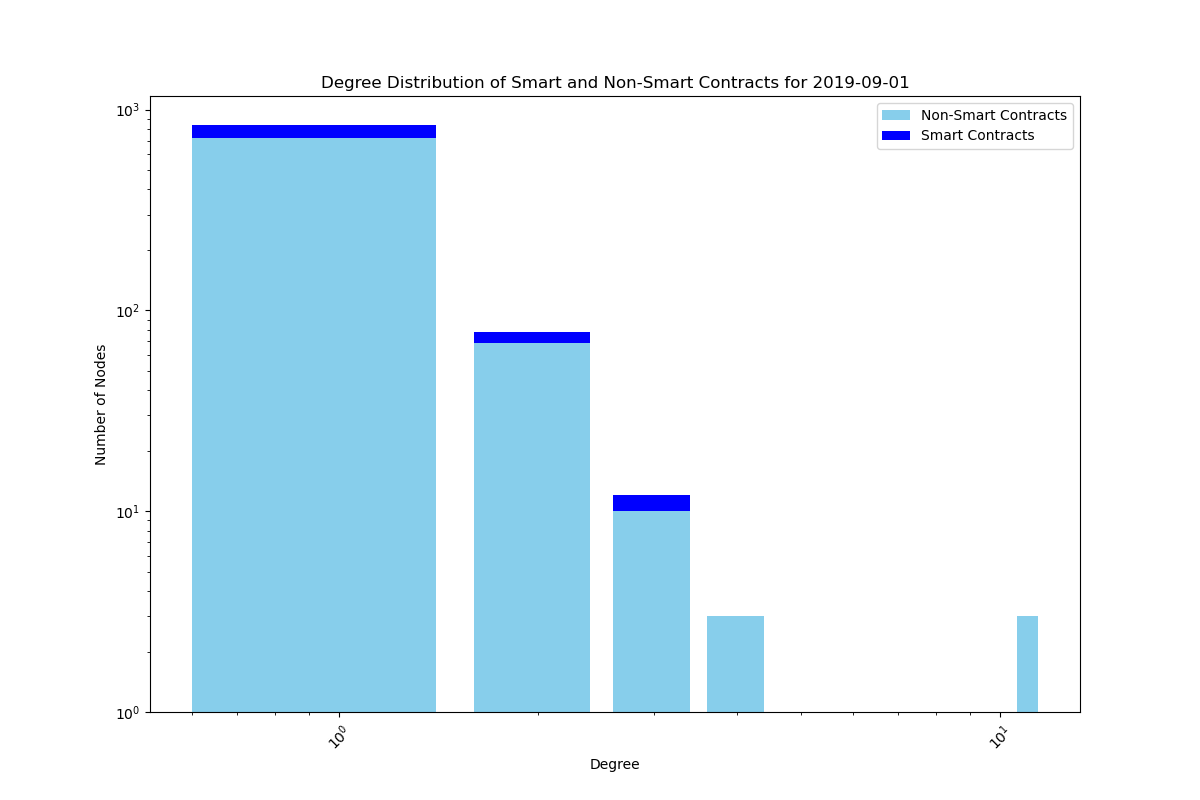 Degree Distribution of Smart and Non-Smart Contracts for 2019-09-01
Non-Smart Contracts
Smart Contracts
Number of Nodes
10³
10²
10¹
10⁰
10⁰
10¹
Degree